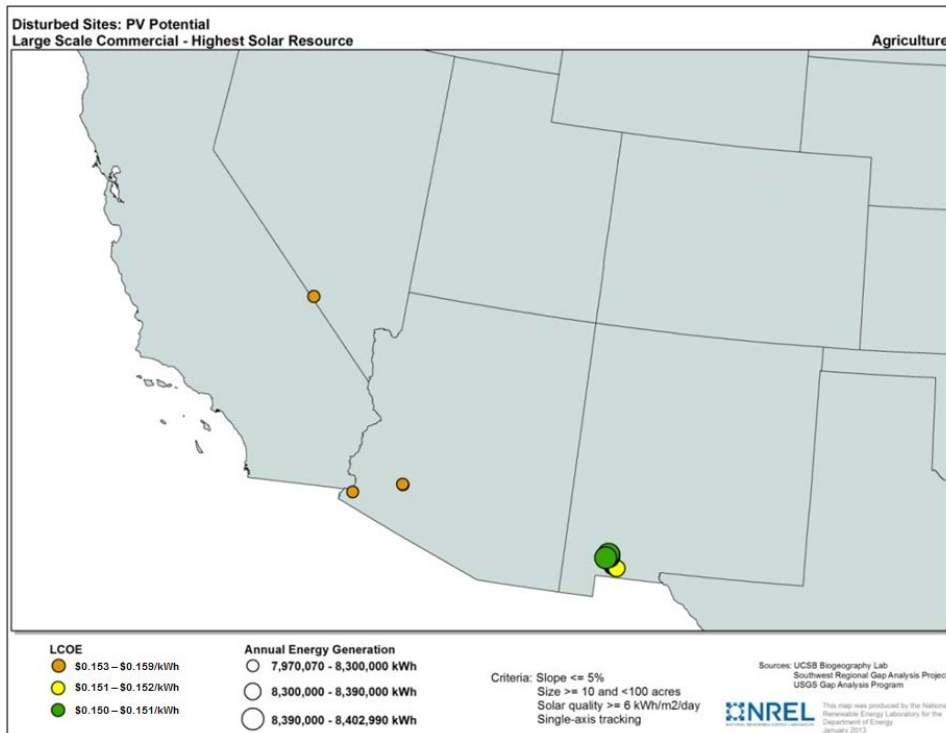 Disturbed Sites: PV Potential
Large Scale Commercial - Highest Solar Resource
Agriculture
LCOE
$0.153 – $0.159/kWh
$0.151 – $0.152/kWh
$0.150 – $0.151/kWh
Annual Energy Generation
7,970,070 - 8,300,000 kWh
8,300,000 - 8,390,000 kWh
8,390,000 - 8,402,990 kWh
Criteria: Slope <= 5%
Size >= 10 and <100 acres
Solar quality >= 6 kWh/m2/day
Single-axis tracking
Sources: UCSB Biogeography Lab
Southwest Regional Gap Analysis Project
USGS Gap Analysis Program
NREL
NATIONAL RENEWABLE ENERGY LABORATORY
This map was produced by the National
Renewable Energy Laboratory for the
Department of Energy.
January 2013